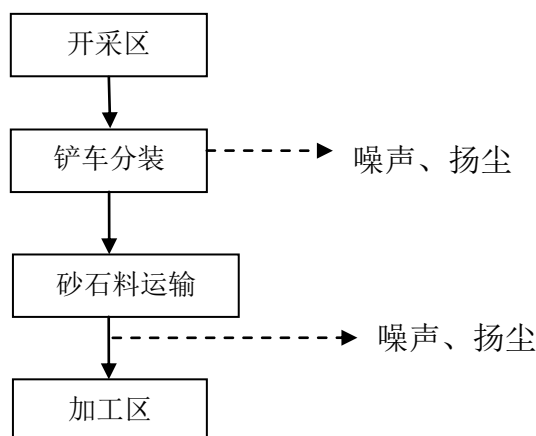 开采区
铲车分装
噪声、扬尘
砂石料运输
噪声、扬尘
加工区